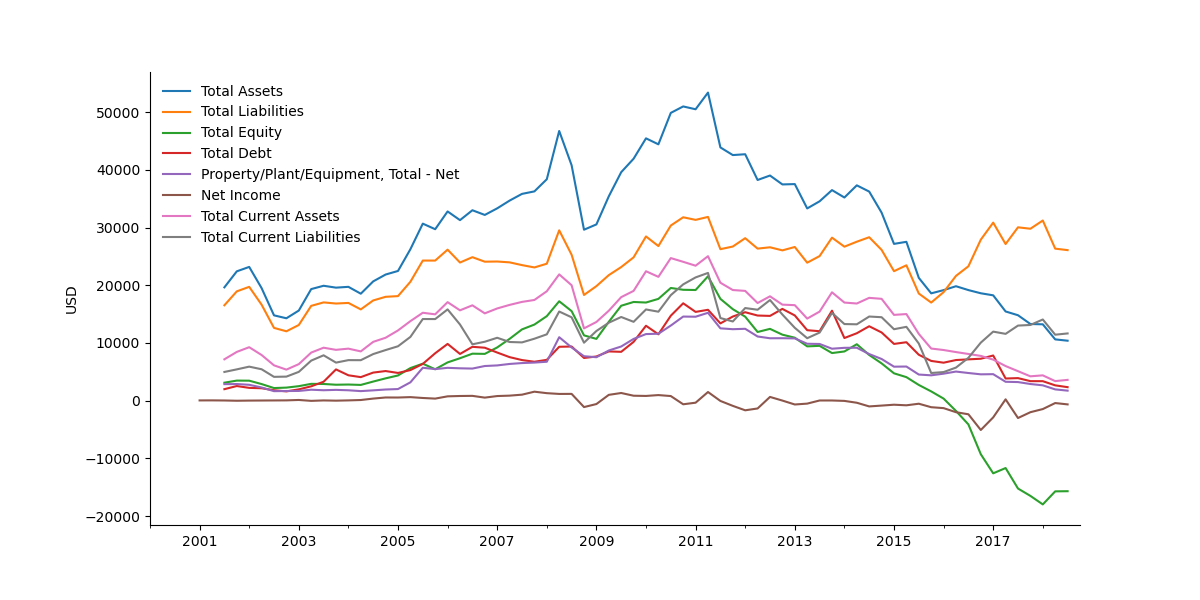 Total Assets
Total Liabilities
Total Equity
Total Debt
Property/Plant/Equipment, Total - Net
Net Income
Total Current Assets
Total Current Liabilities
USD
50000
40000
30000
20000
10000
0
−10000
−20000
2001 2003 2005 2007 2009 2011 2013 2015 2017